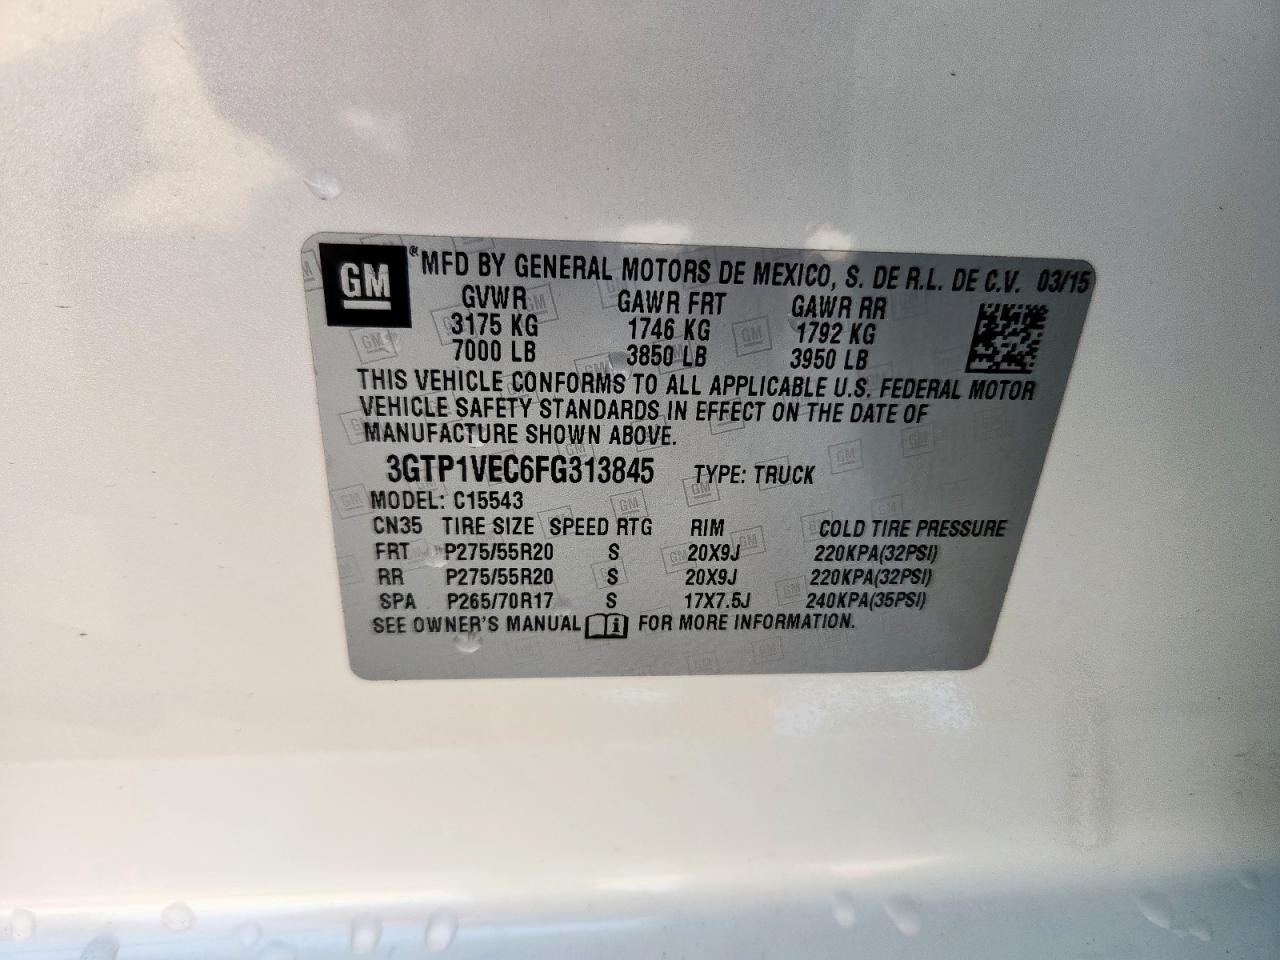 GM ® MFD BY GENERAL MOTORS DE MEXICO, S. DE R.L. DE C.V. 03/15
GVWR GAWR FRT GAWR RR
3175 KG 1746 KG 1792 KG
7000 LB 3850 LB 3950 LB
THIS VEHICLE CONFORMS TO ALL APPLICABLE U.S. FEDERAL MOTOR
VEHICLE SAFETY STANDARDS IN EFFECT ON THE DATE OF
MANUFACTURE SHOWN ABOVE.
3GTP1VEC6FG313845 TYPE: TRUCK
MODEL: C15543
CN35 TIRE SIZE SPEED RTG RIM COLD TIRE PRESSURE
FRT P275/55R20 S 20X9J 220KPA(32PSI)
RR P275/55R20 S 20X9J 220KPA(32PSI)
SPA P265/70R17 S 17X7.5J 240KPA(35PSI)
SEE OWNER'S MANUAL i FOR MORE INFORMATION.